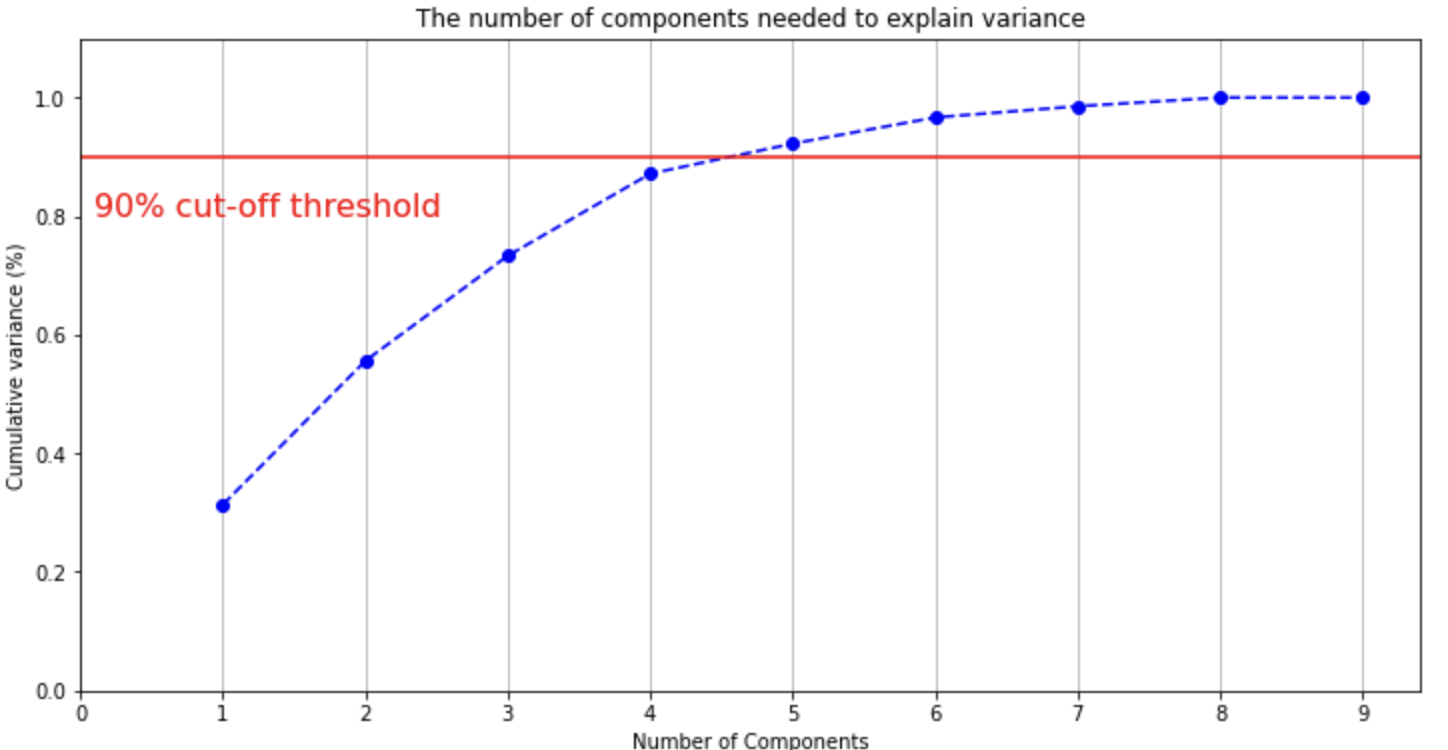 The number of components needed to explain variance
1.0
0.8
0.6
0.4
0.2
0.0
Cumulative variance (%)
90% cut-off threshold
0 1 2 3 4 5 6 7 8 9
Number of Components